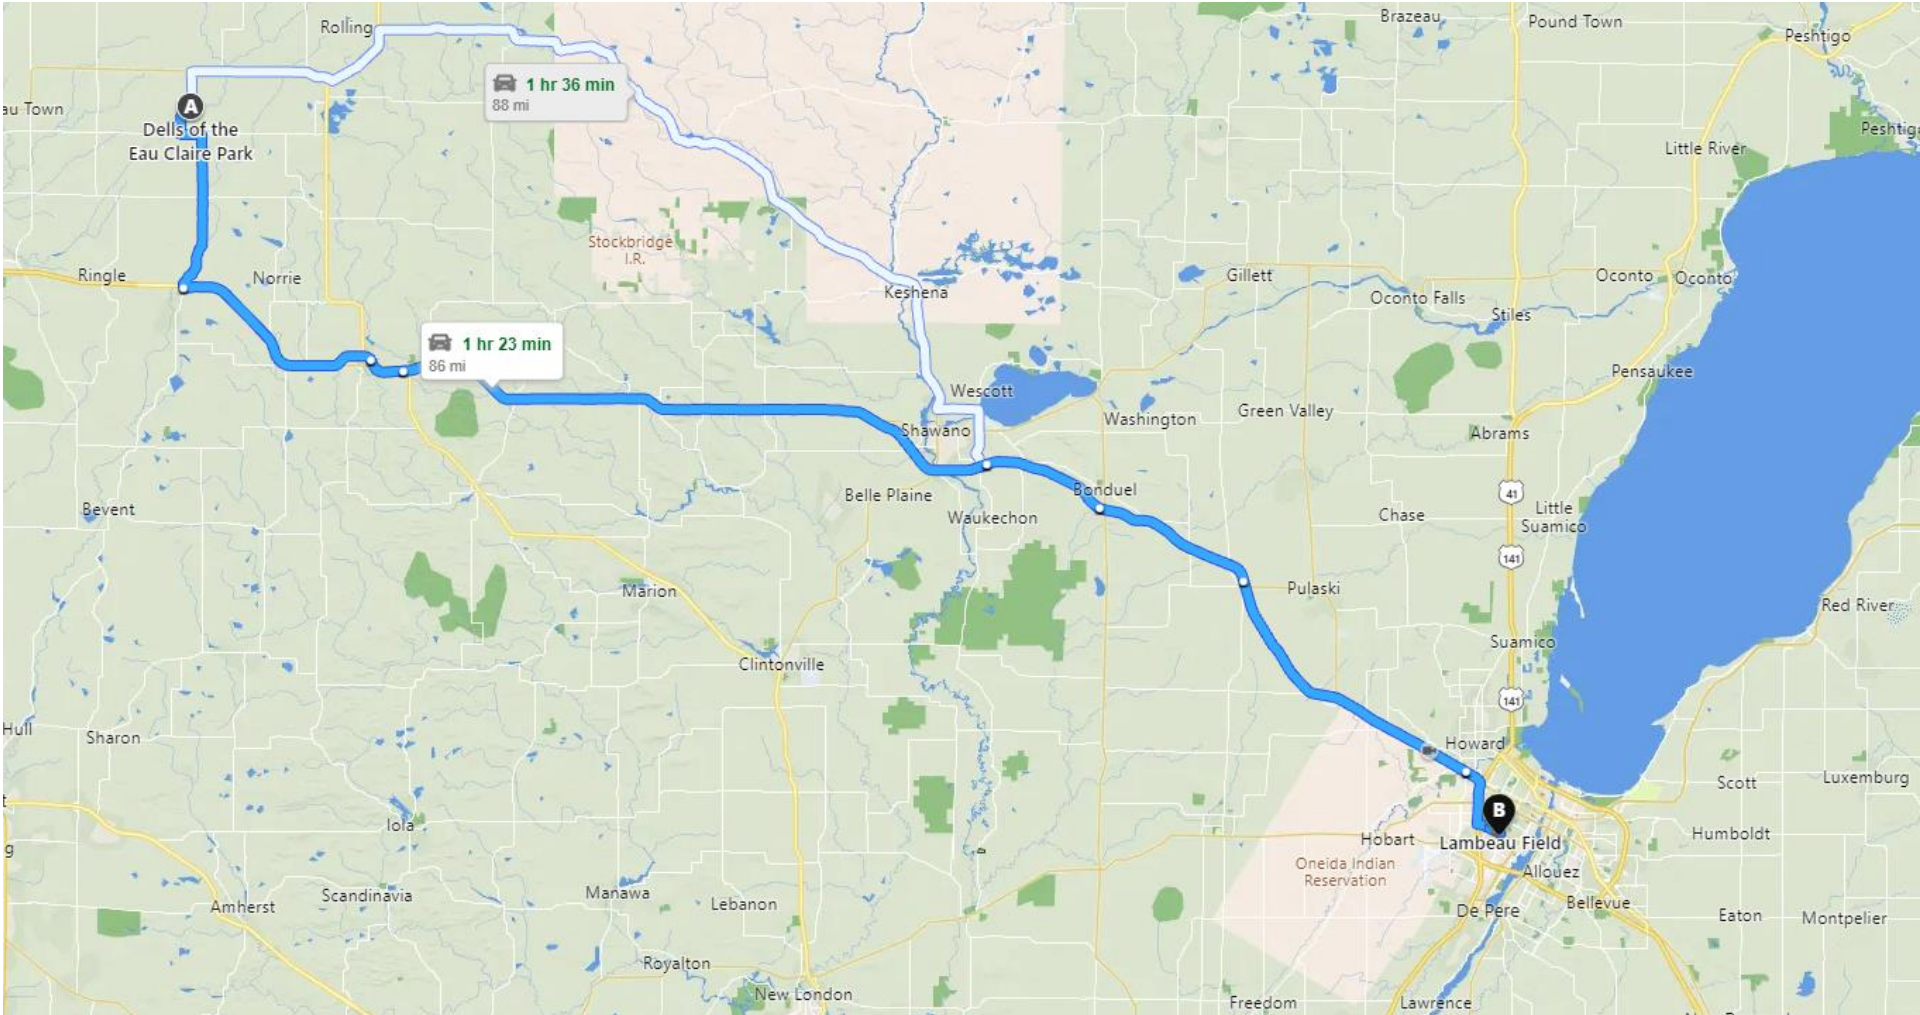 Rolling
Brazeau
Pound Town
Peshtigo
1 hr 36 min
88 mi
au Town
A
Dells of the
Eau Claire Park
Peshtigo
Little River
Stockbridge
I.R.
Ringle
Norrie
Keshena
Gillett
Oconto
Oconto
Oconto Falls
Stiles
1 hr 23 min
86 mi
Pensaukee
Wescott
Washington
Green Valley
Shawano
Abrams
Belle Plaine
Bonduel
41
Bevent
Waukechon
Chase
Little
Suamico
141
Marion
Pulaski
Red River
Suamico
Clintonville
141
Hull
Sharon
Howard
Scott
Luxemburg
Iola
B
Hobart
Lambeau Field
Humboldt
Oneida Indian
Reservation
Allouez
Scandinavia
Manawa
Lebanon
Amherst
De Pere
Bellevue
Eaton
Montpelier
Royalton
New London
Freedom
Lawrence